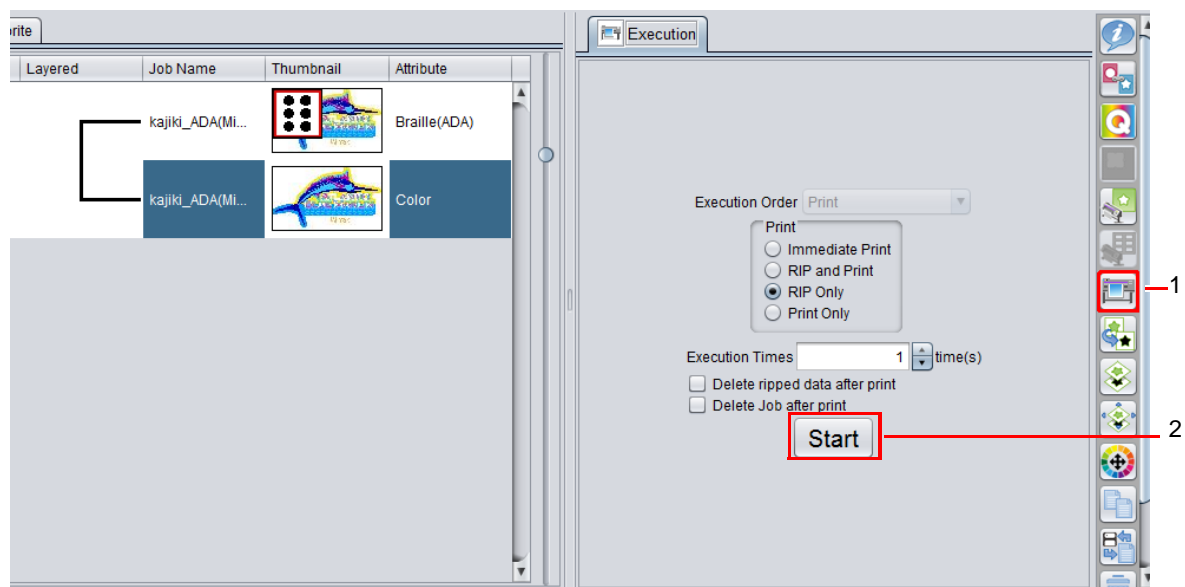 rite
Layered Job Name Thumbnail Attribute
kajiki_ADA(Mi... Braille(ADA)
kajiki_ADA(Mi... Color
Execution
Execution Order Print
Print
Immediate Print
RIP and Print
RIP Only
Print Only
Execution Times 1 time(s)
Delete ripped data after print
Delete Job after print
Start
1
2